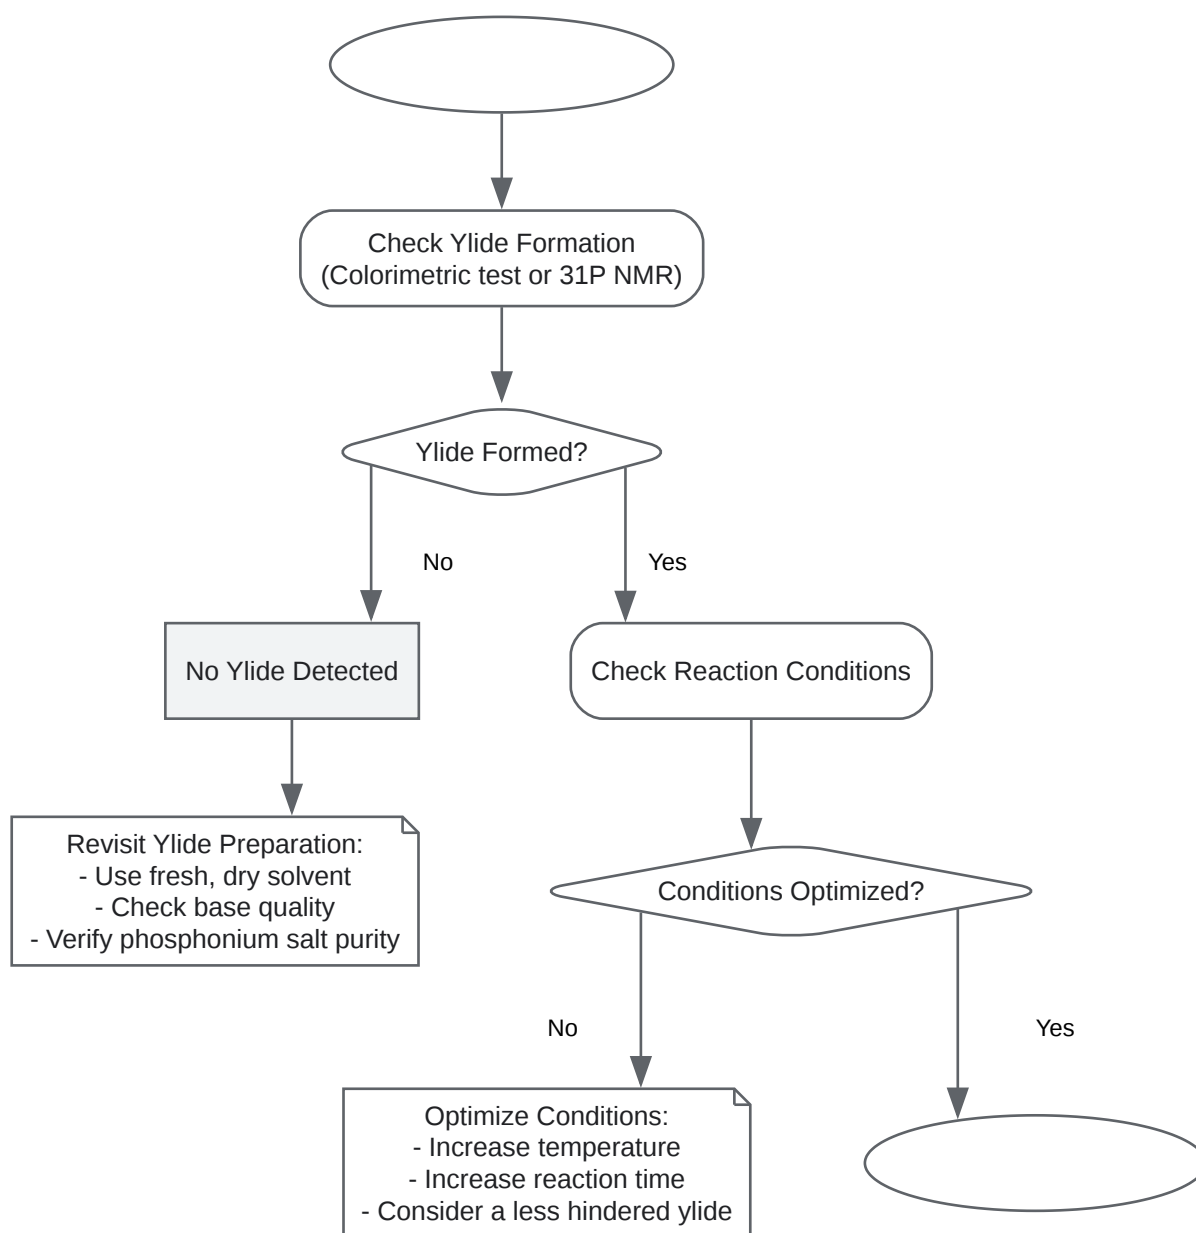 Check Ylide Formation
(Colorimetric test or 31P NMR)
Ylide Formed?
No
Yes
No Ylide Detected
Check Reaction Conditions
Revisit Ylide Preparation:
- Use fresh, dry solvent
- Check base quality
- Verify phosphonium salt purity
Conditions Optimized?
No
Yes
Optimize Conditions:
- Increase temperature
- Increase reaction time
- Consider a less hindered ylide